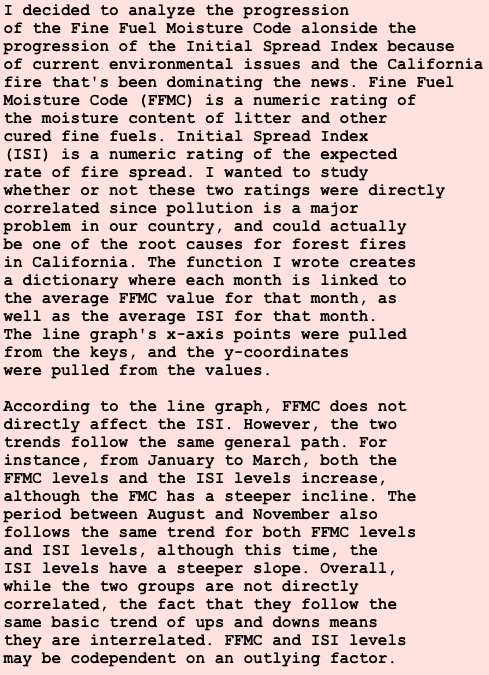 I decided to analyze the progression
of the Fine Fuel Moisture Code alonside the
progression of the Initial Spread Index because
of current environmental issues and the California
fire that's been dominating the news. Fine Fuel
Moisture Code (FFMC) is a numeric rating of
the moisture content of litter and other
cured fine fuels. Initial Spread Index
(ISI) is a numeric rating of the expected
rate of fire spread. I wanted to study
whether or not these two ratings were directly
correlated since pollution is a major
problem in our country, and could actually
be one of the root causes for forest fires
in California. The function I wrote creates
a dictionary where each month is linked to
the average FFMC value for that month, as
well as the average ISI for that month.
The line graph's x-axis points were pulled
from the keys, and the y-coordinates
were pulled from the values.

According to the line graph, FFMC does not
directly affect the ISI. However, the two
trends follow the same general path. For
instance, from January to March, both the
FFMC levels and the ISI levels increase,
although the FMC has a steeper incline. The
period between August and November also
follows the same trend for both FFMC levels
and ISI levels, although this time, the
ISI levels have a steeper slope. Overall,
while the two groups are not directly
correlated, the fact that they follow the
same basic trend of ups and downs means
they are interrelated. FFMC and ISI levels
may be codependent on an outlying factor.